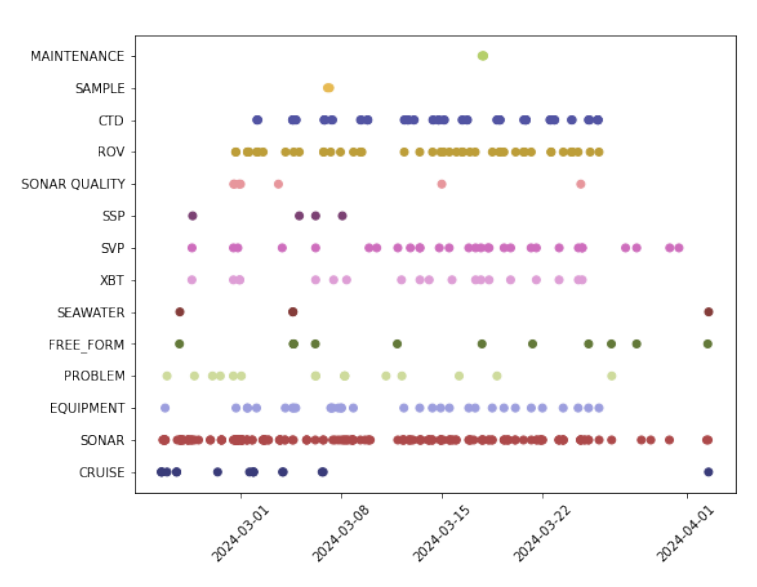 MAINTENANCE
SAMPLE
CTD
ROV
SONAR QUALITY
SSP
SVP
XBT
SEAWATER
FREE_FORM
PROBLEM
EQUIPMENT
SONAR
CRUISE
2024-03-01
2024-03-08
2024-03-15
2024-03-22
2024-04-01